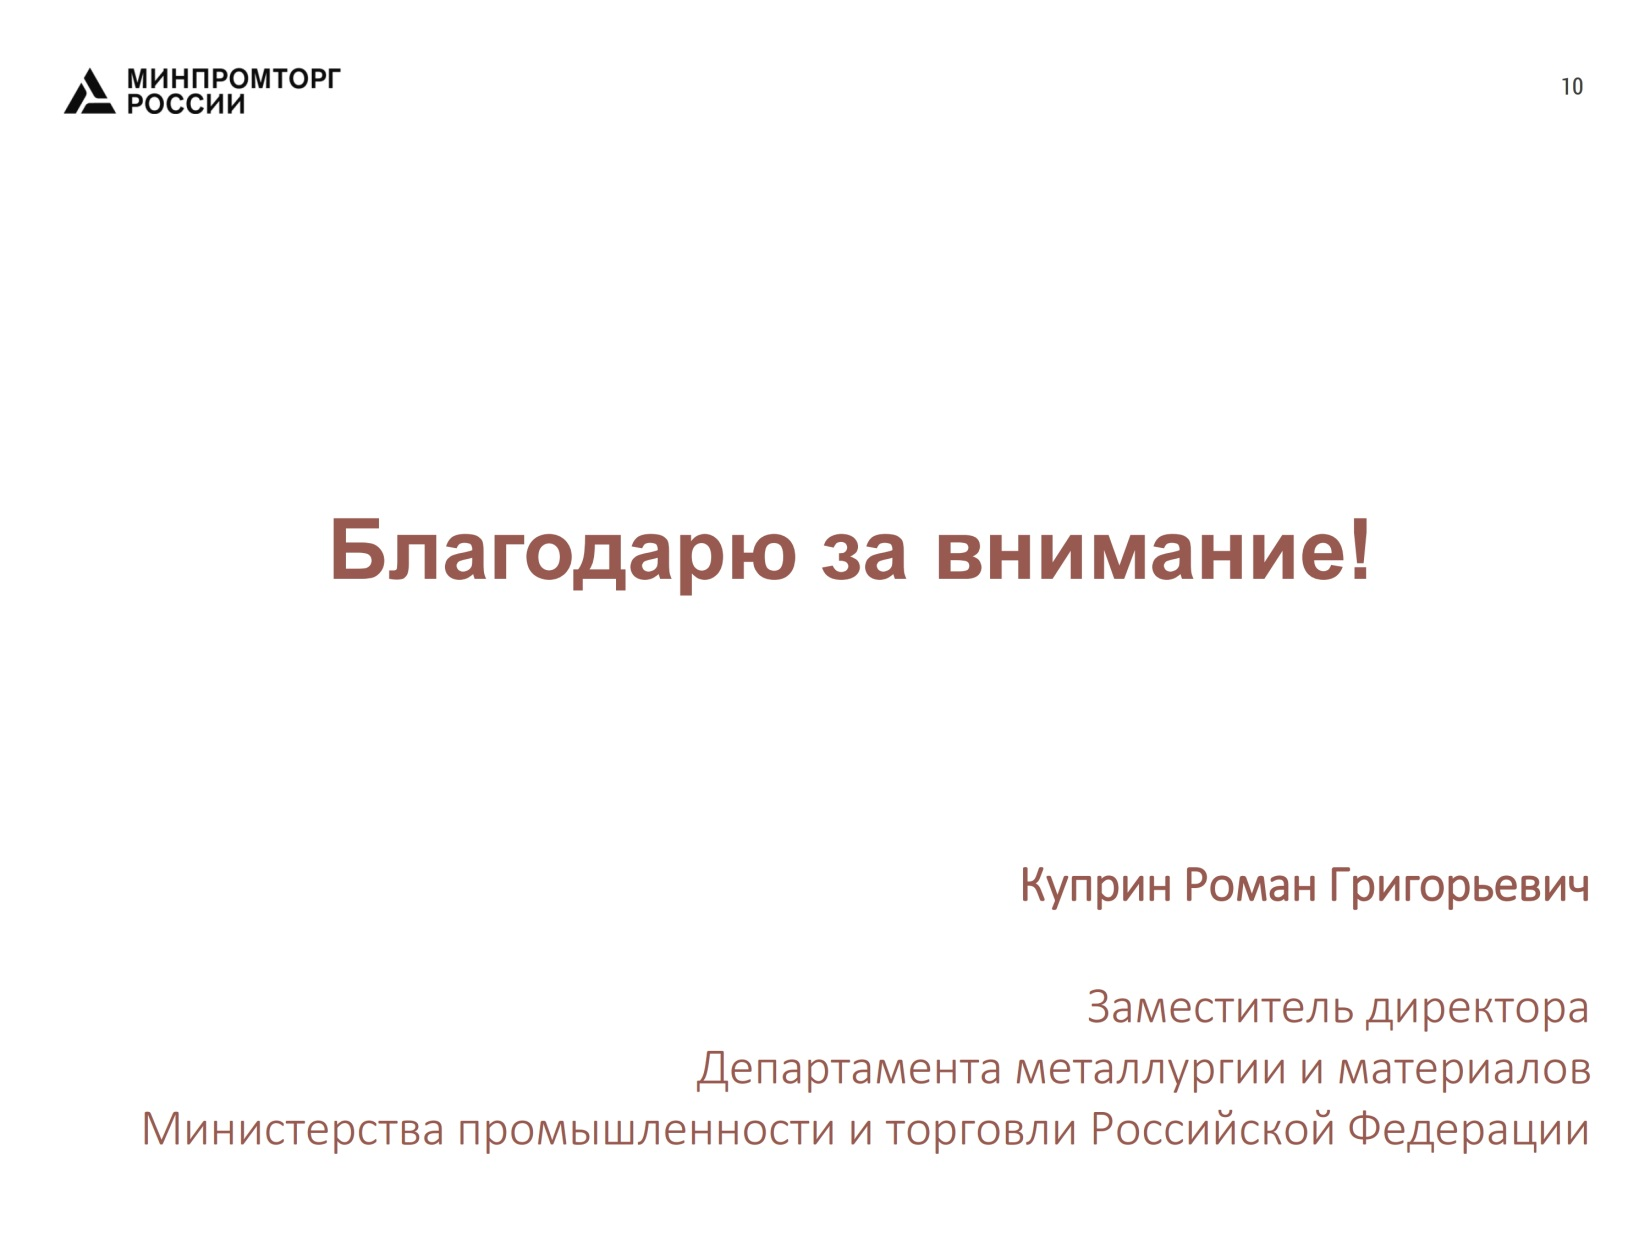 МИНПРОМТОРГ
РОССИИ
10
Благодарю за внимание!
Куприн Роман Григорьевич
Заместитель директора
Департамента металлургии и материалов
Министерства промышленности и торговли Российской Федерации